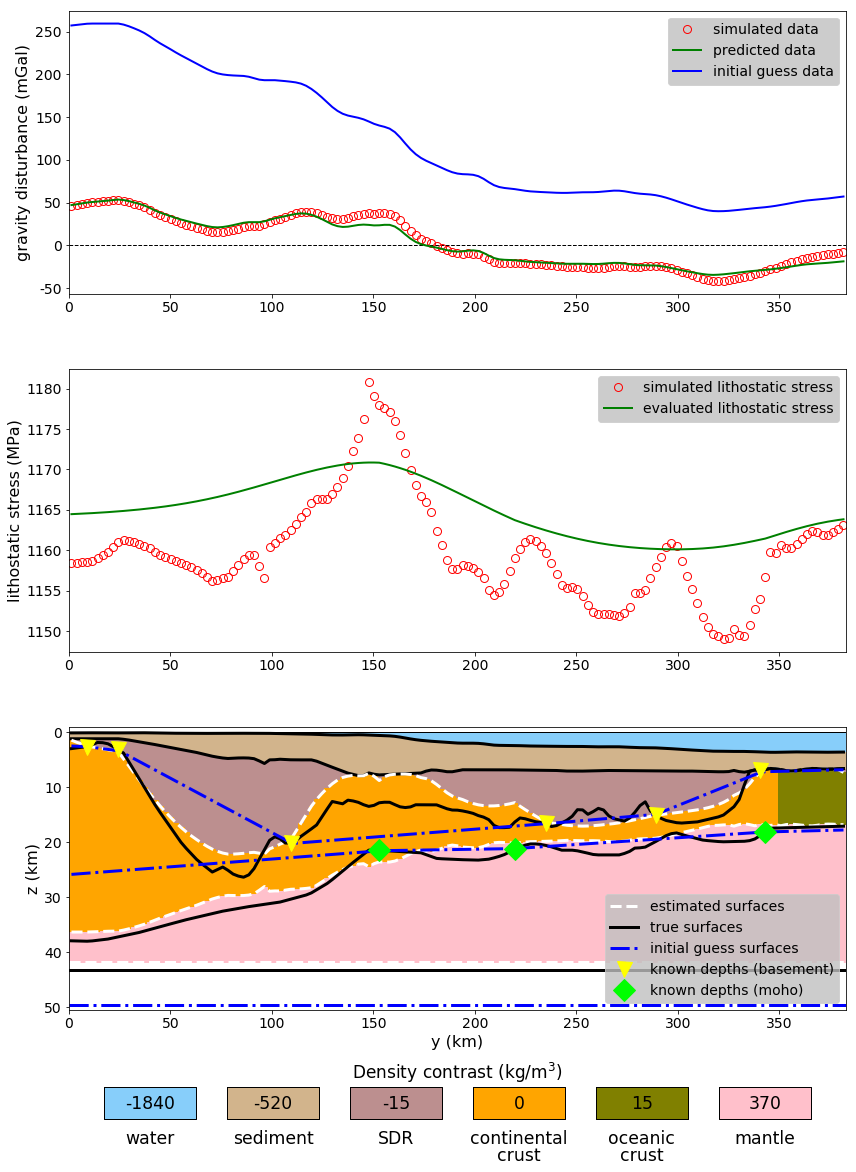 gravity disturbance (mGal)
250
200
150
100
50
0
-50
simulated data
predicted data
initial guess data
0 50 100 150 200 250 300 350
lithostatic stress (MPa)
1180
1175
1170
1165
1160
1155
1150
simulated lithostatic stress
evaluated lithostatic stress
0 50 100 150 200 250 300 350
z (km)
0
10
20
30
40
50
estimated surfaces
true surfaces
initial guess surfaces
known depths (basement)
known depths (moho)
0 50 100 150 200 250 300 350
y (km)
Density contrast (kg/m³)
-1840 -520 -15 0 15 370
water sediment SDR continental oceanic mantle
crust crust